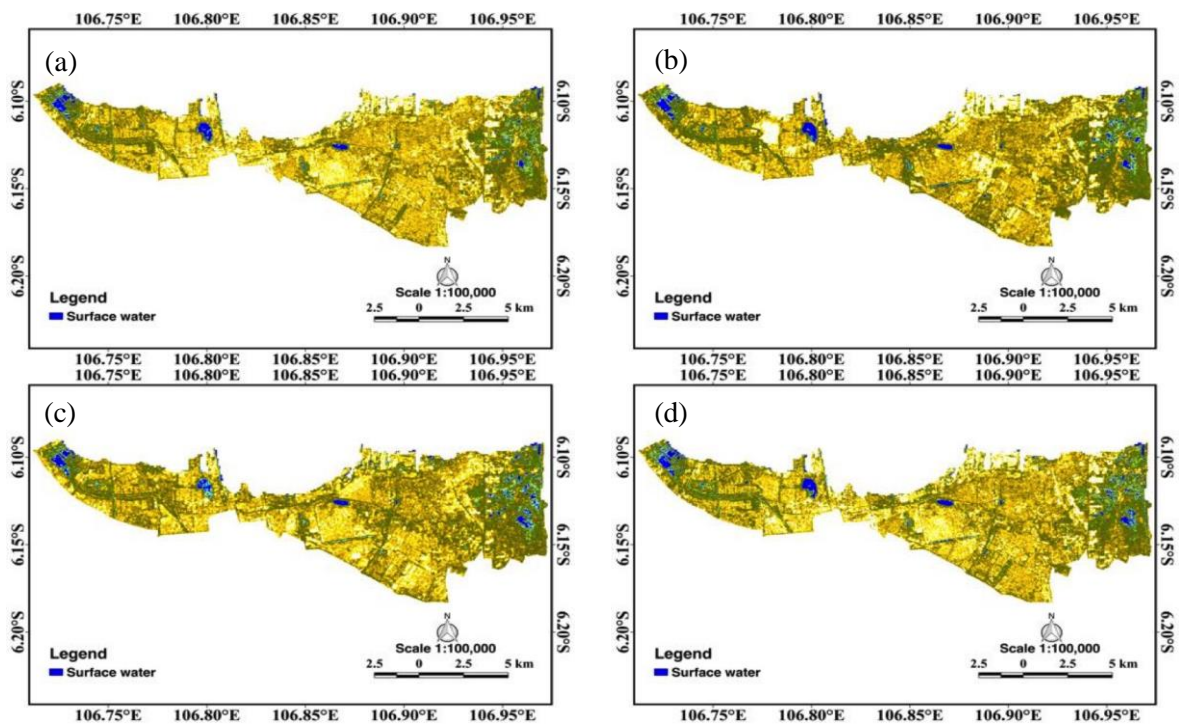 106.75°E 106.80°E 106.85°E 106.90°E 106.95°E
106.75°E 106.80°E 106.85°E 106.90°E 106.95°E
(a)
(b)
6.10°S 6.10°S 6.10°S 6.10°S
6.15°S 6.15°S 6.15°S 6.15°S
6.20°S 6.20°S 6.20°S 6.20°S
N
N
Scale 1:100,000
Scale 1:100,000
2.5 0 2.5 5 km
2.5 0 2.5 5 km
Legend
Legend
Surface water
Surface water
106.75°E 106.80°E 106.85°E 106.90°E 106.95°E
106.75°E 106.80°E 106.85°E 106.90°E 106.95°E
106.75°E 106.80°E 106.85°E 106.90°E 106.95°E
106.75°E 106.80°E 106.85°E 106.90°E 106.95°E
(c)
(d)
6.10°S 6.10°S 6.10°S 6.10°S
6.15°S 6.15°S 6.15°S 6.15°S
6.20°S 6.20°S 6.20°S 6.20°S
N
N
Scale 1:100,000
Scale 1:100,000
2.5 0 2.5 5 km
2.5 0 2.5 5 km
Legend
Legend
Surface water
Surface water
106.75°E 106.80°E 106.85°E 106.90°E 106.95°E
106.75°E 106.80°E 106.85°E 106.90°E 106.95°E